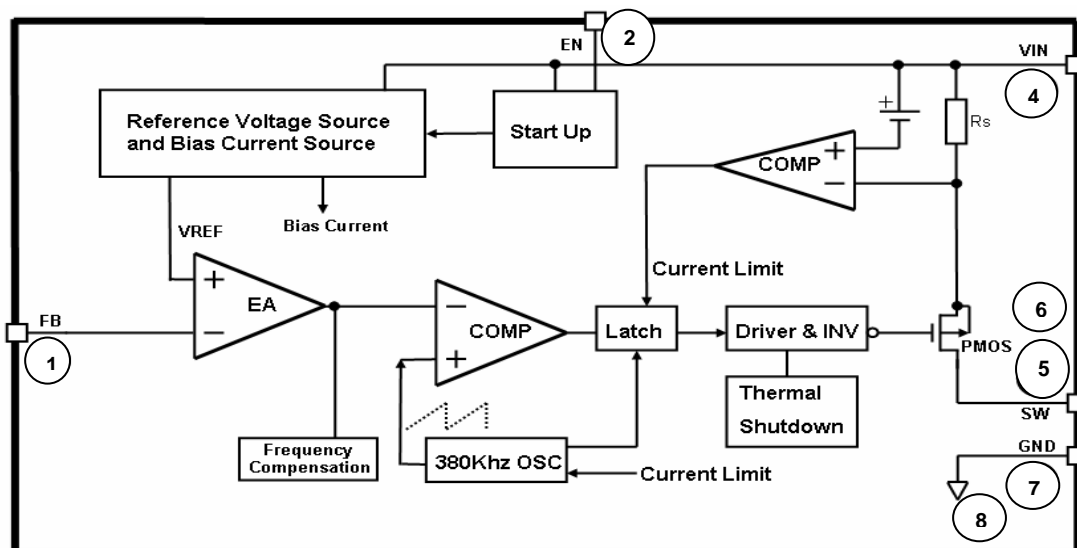 EN
2
VIN
4
Reference Voltage Source
and Bias Current Source
Start Up
+
Rs
COMP
+
−
Bias Current
VREF
Current Limit
+
EA
−
FB
1
−
COMP
+
Latch
Driver & INV
6
PMOS
5
SW
Thermal
Shutdown
Frequency
Compensation
380Khz OSC
Current Limit
GND
7
8